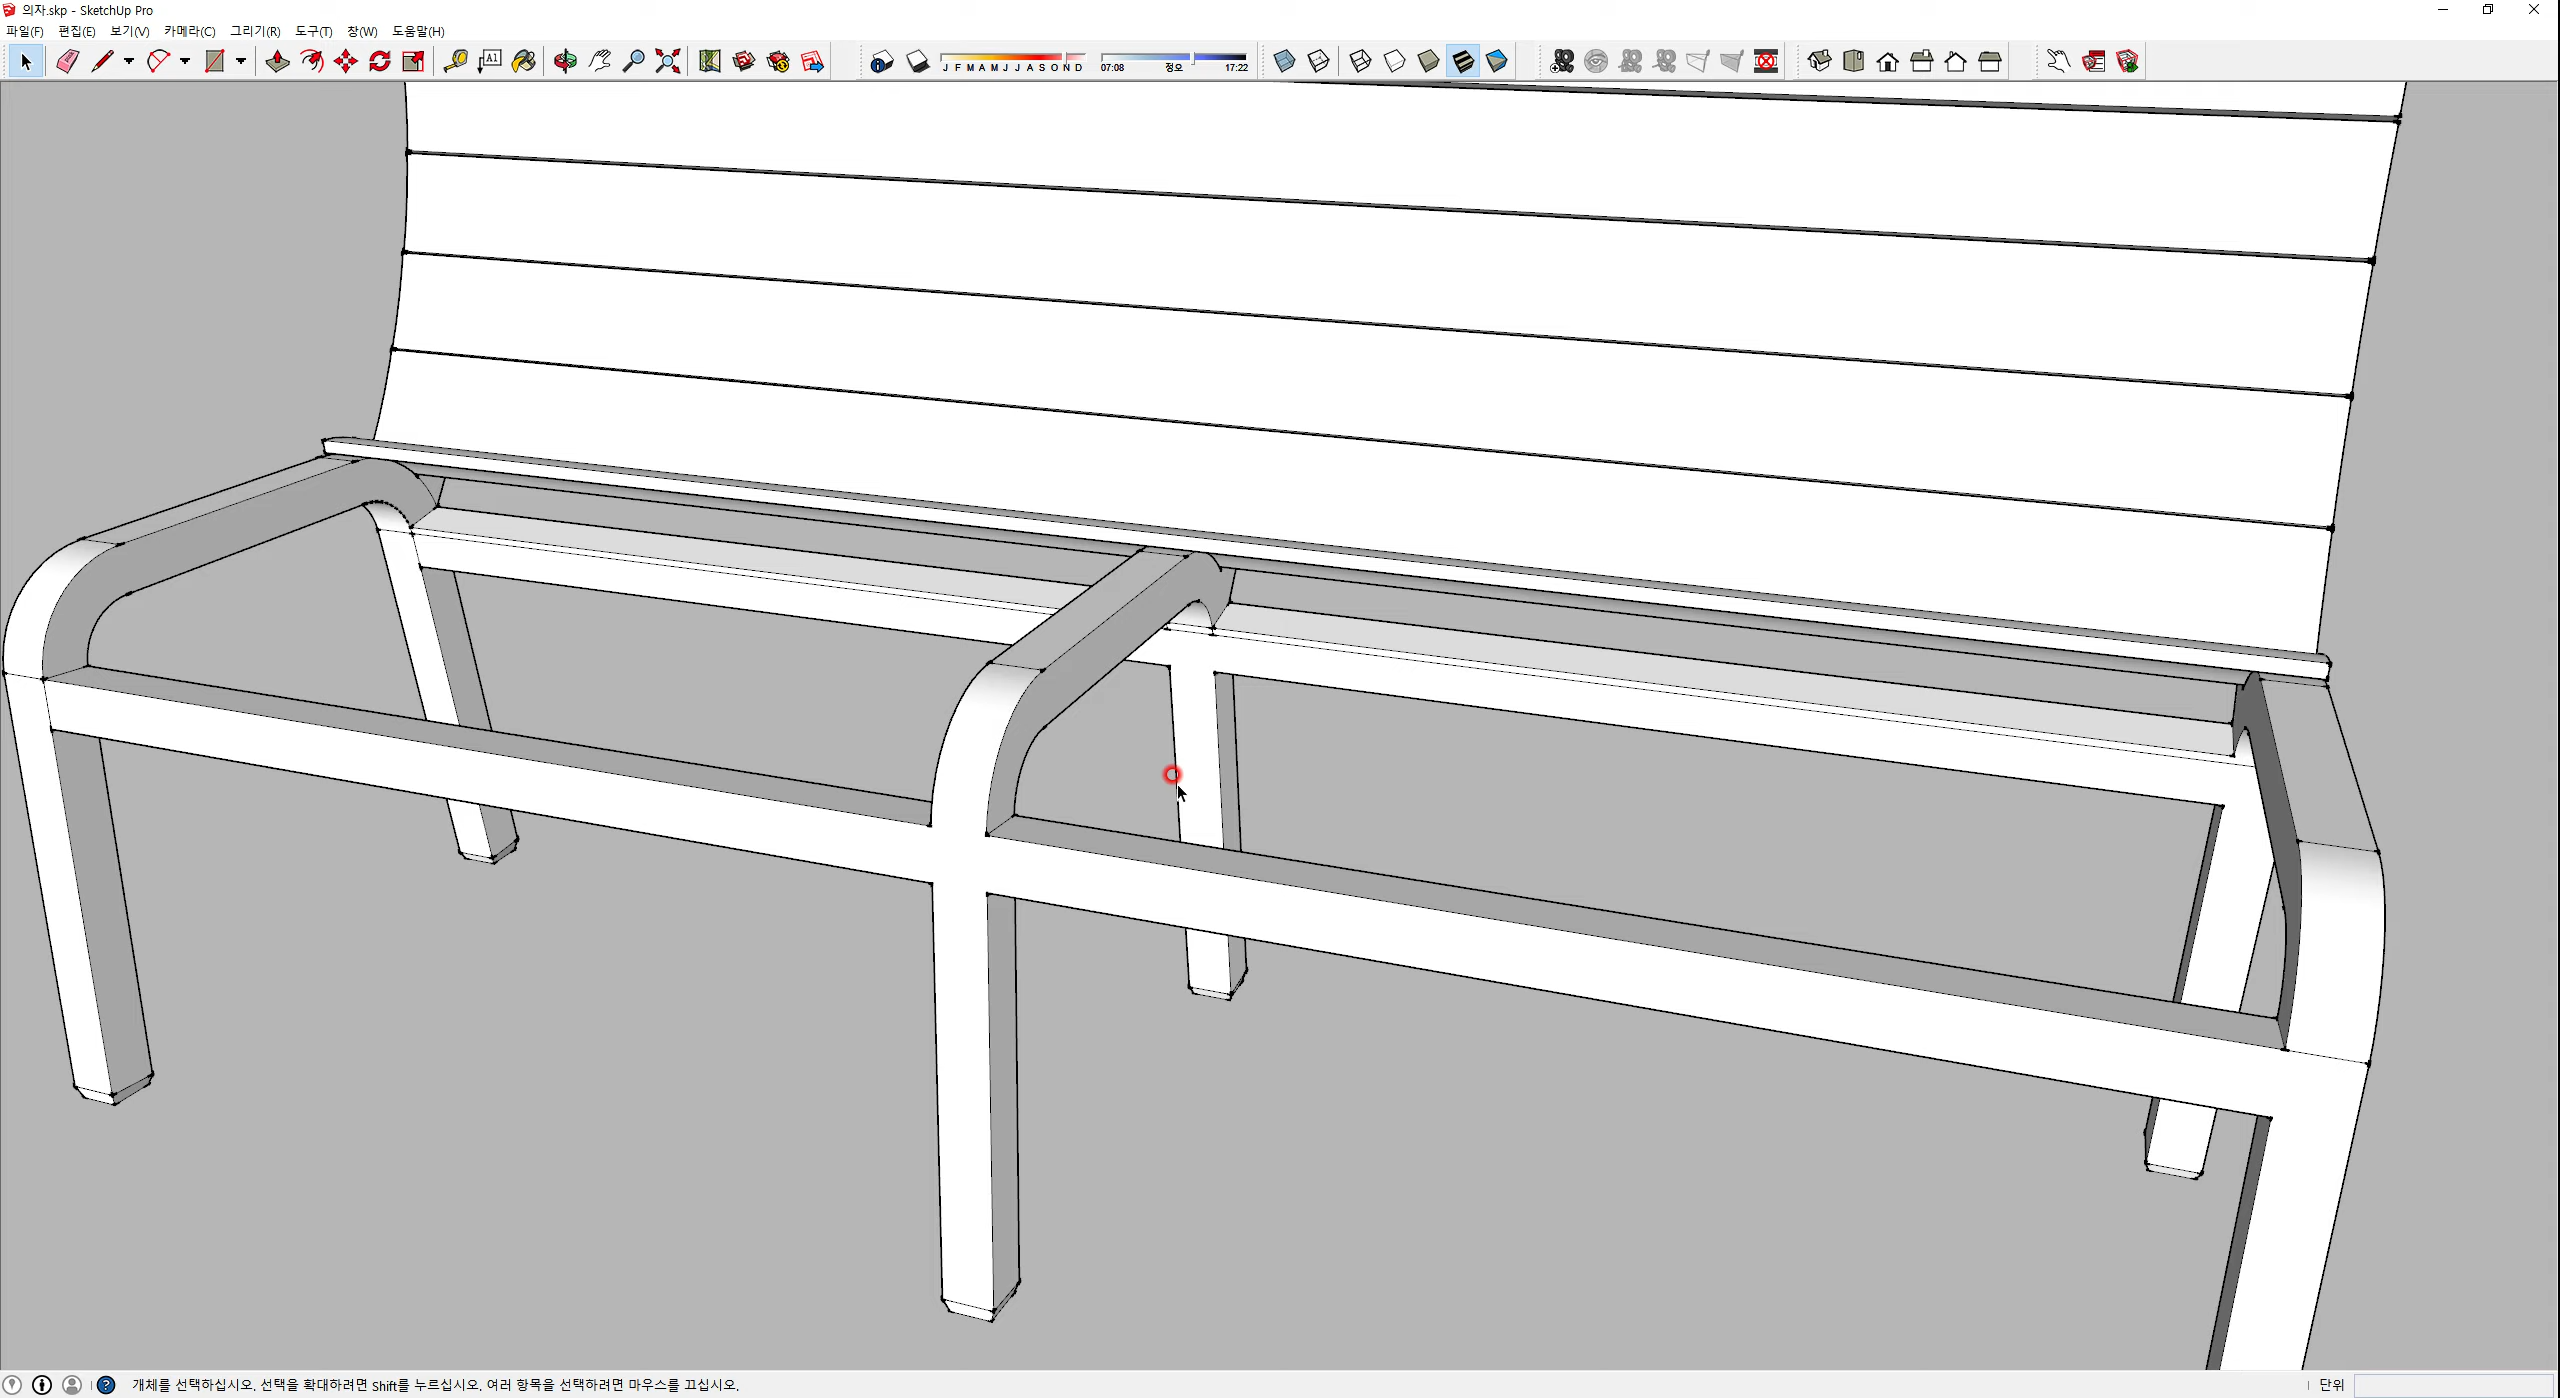 의자.skp - SketchUp Pro
파일(F) 편집(E) 보기(V) 카메라(C) 그리기(R) 도구(T) 창(W) 도움말(H)
A1
J F M A M J J A S O N D 07:08 정오 17:22
개체를 선택하십시오. 선택을 확대하려면 Shift를 누르십시오. 여러 항목을 선택하려면 마우스를 끄십시오. 단위